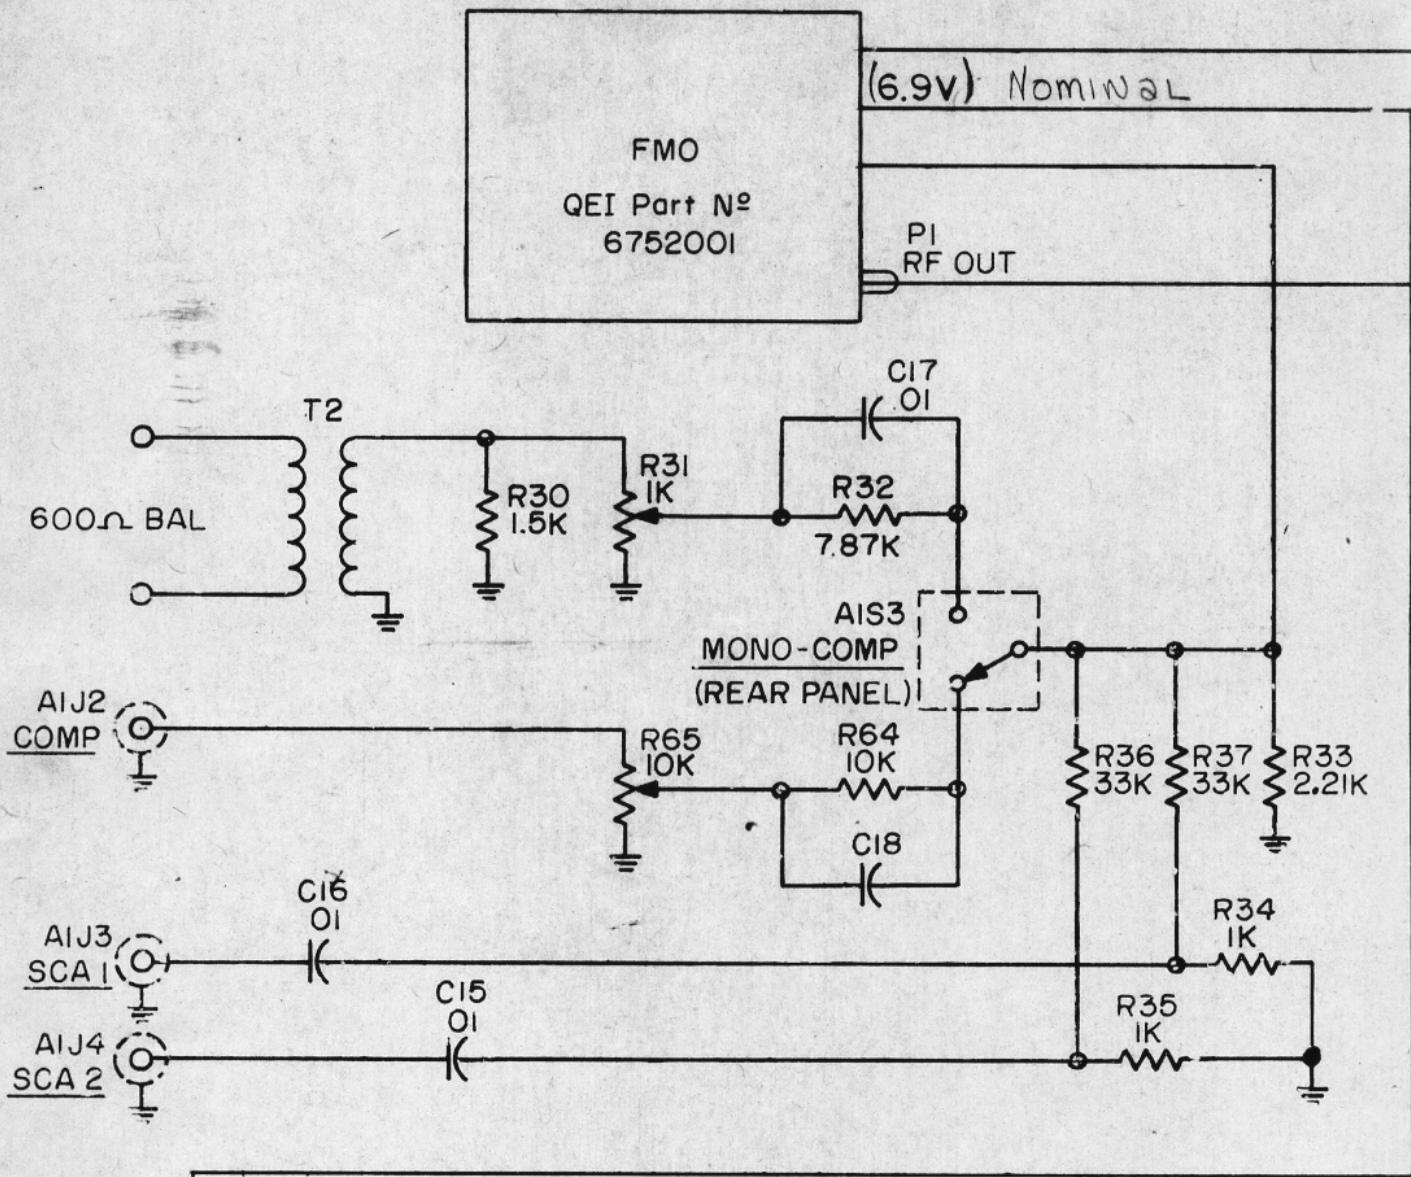 (6.9V) Nominal
FMO
QEI Part Nº
6752001
P1
RF OUT
C17
.01
T2
R31
1K
R30
1.5K
R32
7.87K
600Ω BAL
A1S3
MONO-COMP
(REAR PANEL)
A1J2
COMP
R65
10K
R64
10K
R36
33K
R37
33K
R33
2.21K
C18
C16
.01
R34
1K
A1J3
SCA 1
C15
.01
R35
1K
A1J4
SCA 2